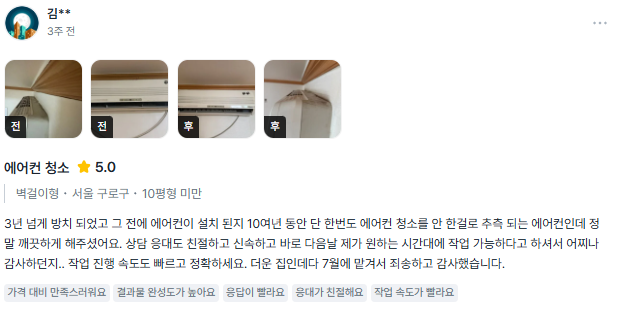 김**
3주 전
전
전
후
후
에어컨 청소 5.0
벽걸이형 · 서울 구로구 · 10평형 미만
3년 넘게 방치 되었고 그 전에 에어컨이 설치 된지 10여년 동안 단 한번도 에어컨 청소를 안 한걸로 추측 되는 에어컨인데 정
말 깨끗하게 해주셨어요. 상담 응대도 친절하고 신속하고 바로 다음날 제가 원하는 시간대에 작업 가능하다고 하셔서 어찌나
감사하던지.. 작업 진행 속도도 빠르고 정확하세요. 더운 집인데다 7월에 맡겨서 죄송하고 감사했습니다.
가격 대비 만족스러워요 결과물 완성도가 높아요 응답이 빨라요 응대가 친절해요 작업 속도가 빨라요